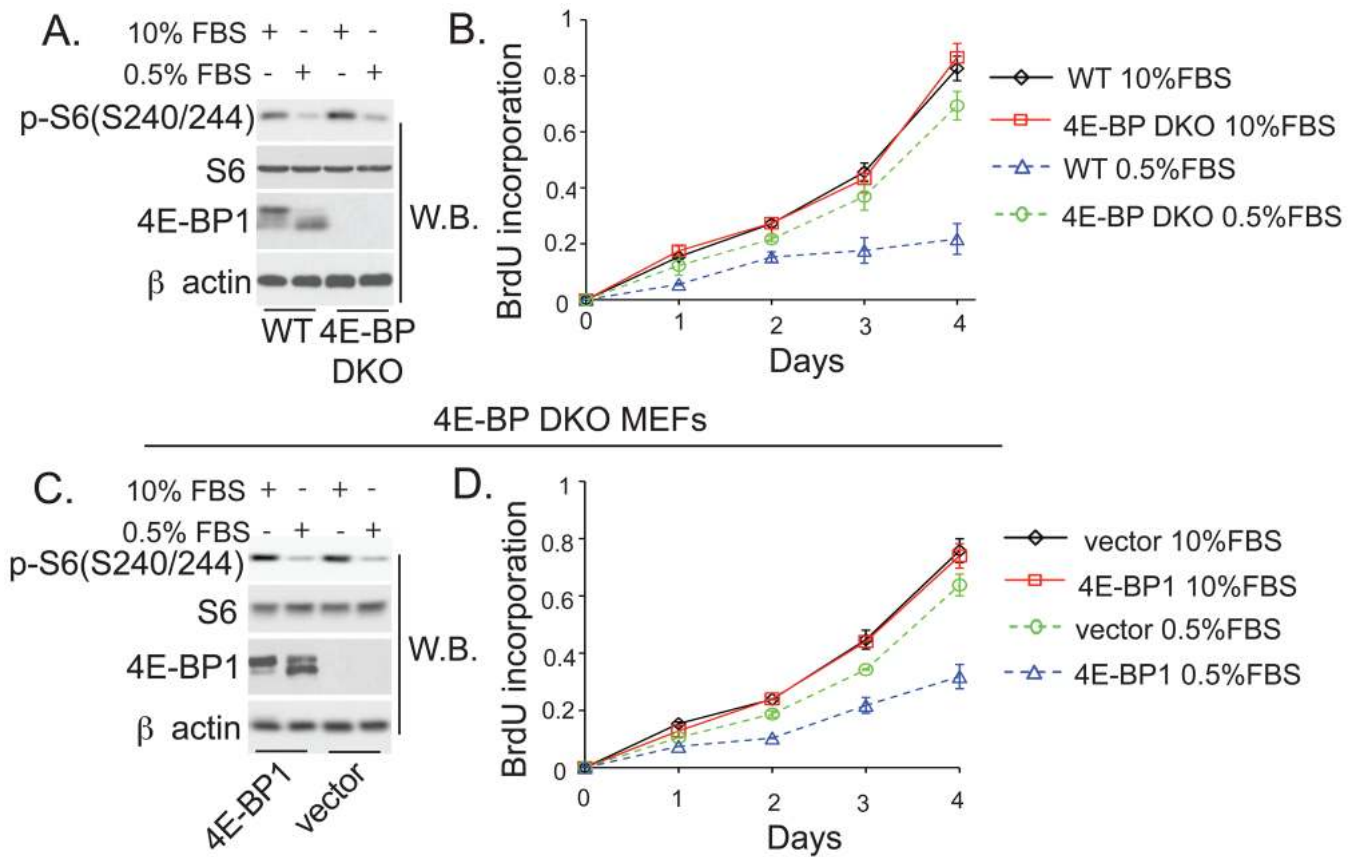 A.
10% FBS + - + -
0.5% FBS - + - +
p-S6(S240/244)
S6
4E-BP1
β actin
W.B.
WT 4E-BP
DKO
B.
BrdU incorporation
1
0.8
0.6
0.4
0.2
0
0 1 2 3 4
Days
WT 10%FBS
4E-BP DKO 10%FBS
WT 0.5%FBS
4E-BP DKO 0.5%FBS
4E-BP DKO MEFs
C.
10% FBS + - + -
0.5% FBS - + - +
p-S6(S240/244)
S6
4E-BP1
β actin
W.B.
4E-BP1
vector
D.
BrdU incorporation
1
0.8
0.6
0.4
0.2
0
0 1 2 3 4
Days
vector 10%FBS
4E-BP1 10%FBS
vector 0.5%FBS
4E-BP1 0.5%FBS